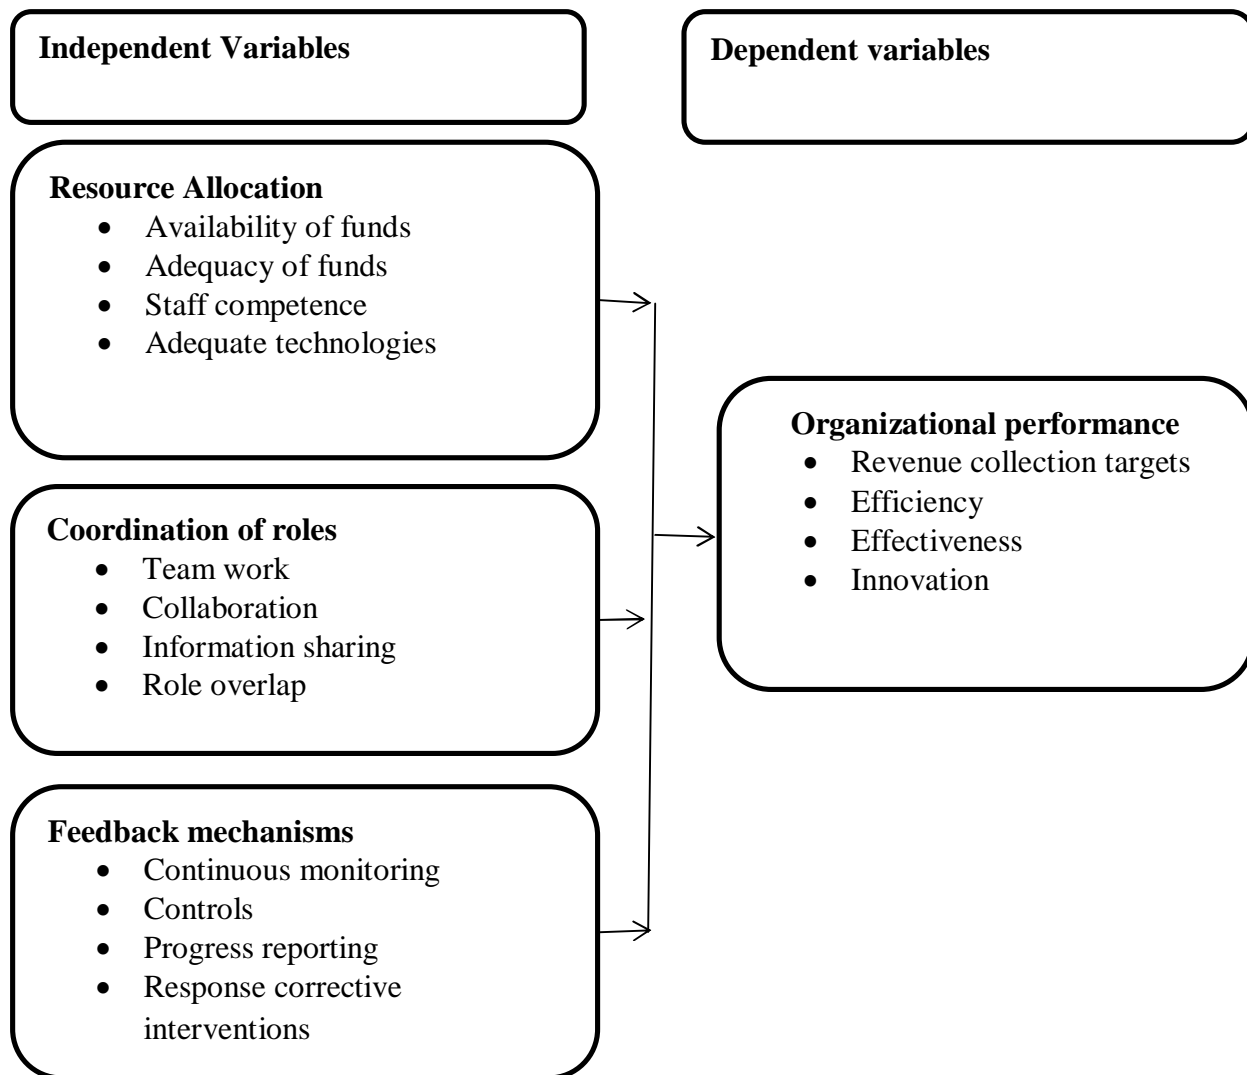 Independent Variables
Dependent variables
Resource Allocation
• Availability of funds
• Adequacy of funds
• Staff competence
• Adequate technologies
Coordination of roles
• Team work
• Collaboration
• Information sharing
• Role overlap
Feedback mechanisms
• Continuous monitoring
• Controls
• Progress reporting
• Response corrective
interventions
Organizational performance
• Revenue collection targets
• Efficiency
• Effectiveness
• Innovation